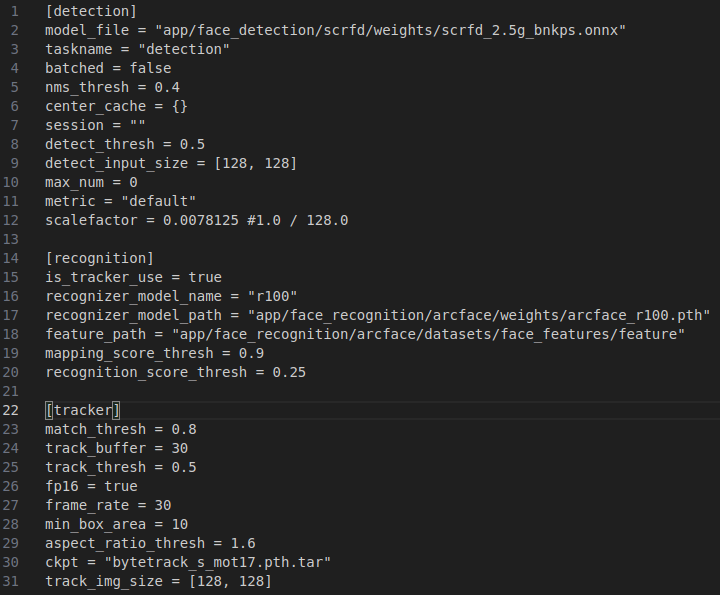 1 [detection]
2 model_file = "app/face_detection/scrfd/weights/scrfd_2.5g_bnkps.onnx"
3 taskname = "detection"
4 batched = false
5 nms_thresh = 0.4
6 center_cache = {}
7 session = ""
8 detect_thresh = 0.5
9 detect_input_size = [128, 128]
10 max_num = 0
11 metric = "default"
12 scalefactor = 0.0078125 #1.0 / 128.0
13
14 [recognition]
15 is_tracker_use = true
16 recognizer_model_name = "r100"
17 recognizer_model_path = "app/face_recognition/arcface/weights/arcface_r100.pth"
18 feature_path = "app/face_recognition/arcface/datasets/face_features/feature"
19 mapping_score_thresh = 0.9
20 recognition_score_thresh = 0.25
21
22 [tracker]
23 match_thresh = 0.8
24 track_buffer = 30
25 track_thresh = 0.5
26 fp16 = true
27 frame_rate = 30
28 min_box_area = 10
29 aspect_ratio_thresh = 1.6
30 ckpt = "bytetrack_s_mot17.pth.tar"
31 track_img_size = [128, 128]